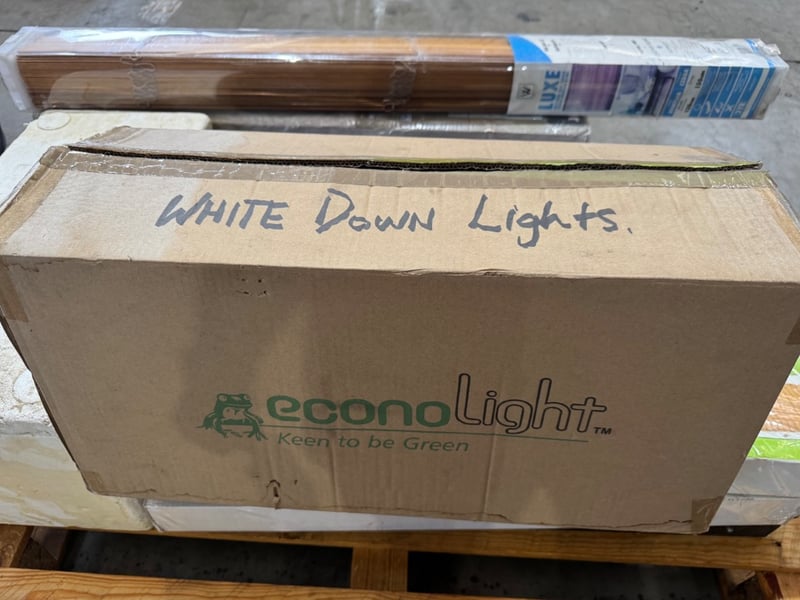 LUXE
WHITE DOWN Lights.
econoLight™
Keen to be Green